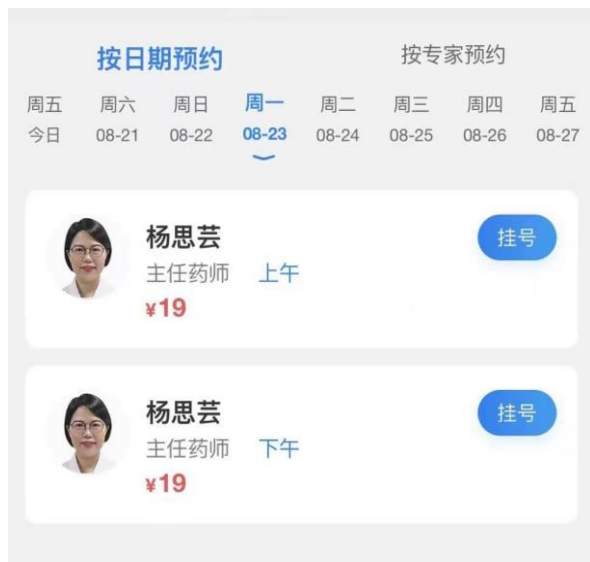 按日期预约 按专家预约
周五 周六 周日 周一 周二 周三 周四 周五
今日 08-21 08-22 08-23 08-24 08-25 08-26 08-27
杨思芸 挂号
主任药师 上午
¥19
杨思芸 挂号
主任药师 下午
¥19